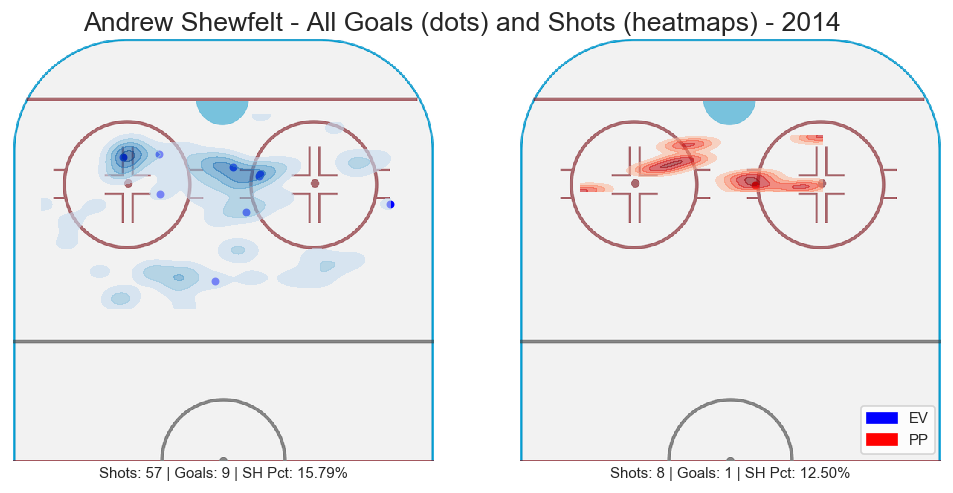 Andrew Shewfelt - All Goals (dots) and Shots (heatmaps) - 2014
EV
PP
Shots: 57 | Goals: 9 | SH Pct: 15.79%
Shots: 8 | Goals: 1 | SH Pct: 12.50%